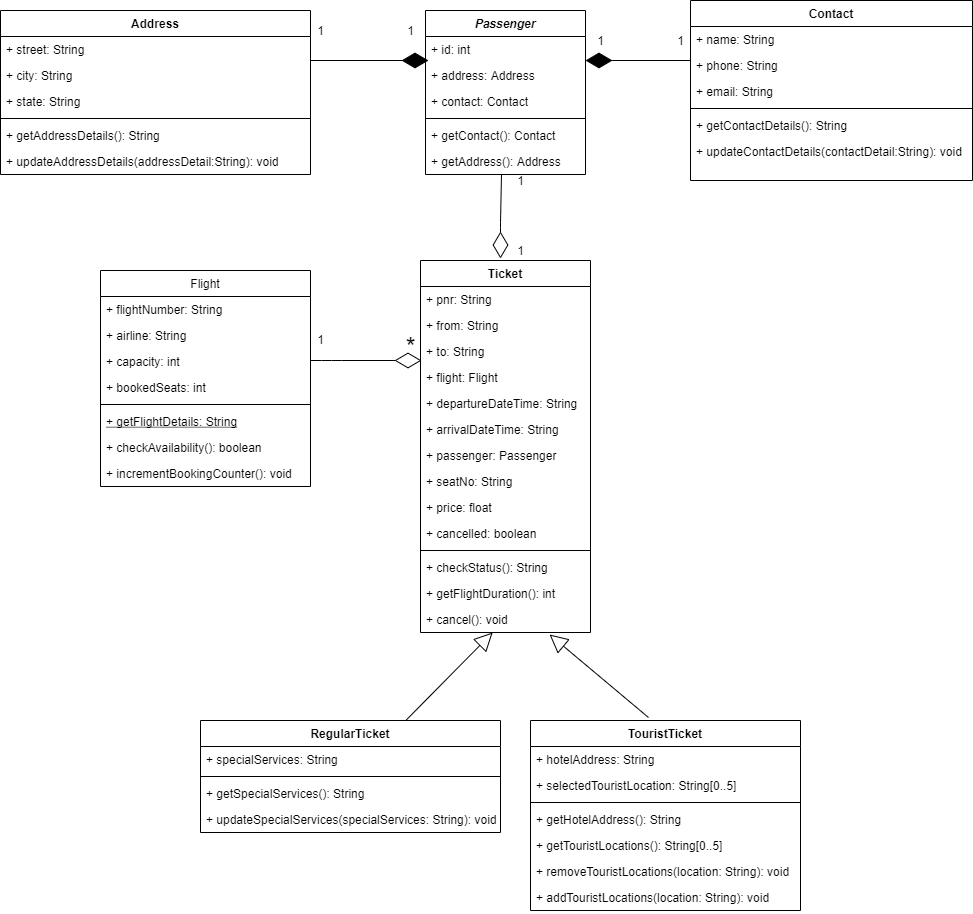 Address
+ street: String
+ city: String
+ state: String
+ getAddressDetails(): String
+ updateAddressDetails(addressDetail:String): void
1
1
Passenger
+ id: int
+ address: Address
+ contact: Contact
+ getContact(): Contact
+ getAddress(): Address
1
1
Contact
+ name: String
+ phone: String
+ email: String
+ getContactDetails(): String
+ updateContactDetails(contactDetail:String): void
1
1
Flight
+ flightNumber: String
+ airline: String
+ capacity: int
+ bookedSeats: int
+ getFlightDetails: String
+ checkAvailability(): boolean
+ incrementBookingCounter(): void
1
*
Ticket
+ pnr: String
+ from: String
+ to: String
+ flight: Flight
+ departureDateTime: String
+ arrivalDateTime: String
+ passenger: Passenger
+ seatNo: String
+ price: float
+ cancelled: boolean
+ checkStatus(): String
+ getFlightDuration(): int
+ cancel(): void
RegularTicket
+ specialServices: String
+ getSpecialServices(): String
+ updateSpecialServices(specialServices: String): void
TouristTicket
+ hotelAddress: String
+ selectedTouristLocation: String[0..5]
+ getHotelAddress(): String
+ getTouristLocations(): String[0..5]
+ removeTouristLocations(location: String): void
+ addTouristLocations(location: String): void